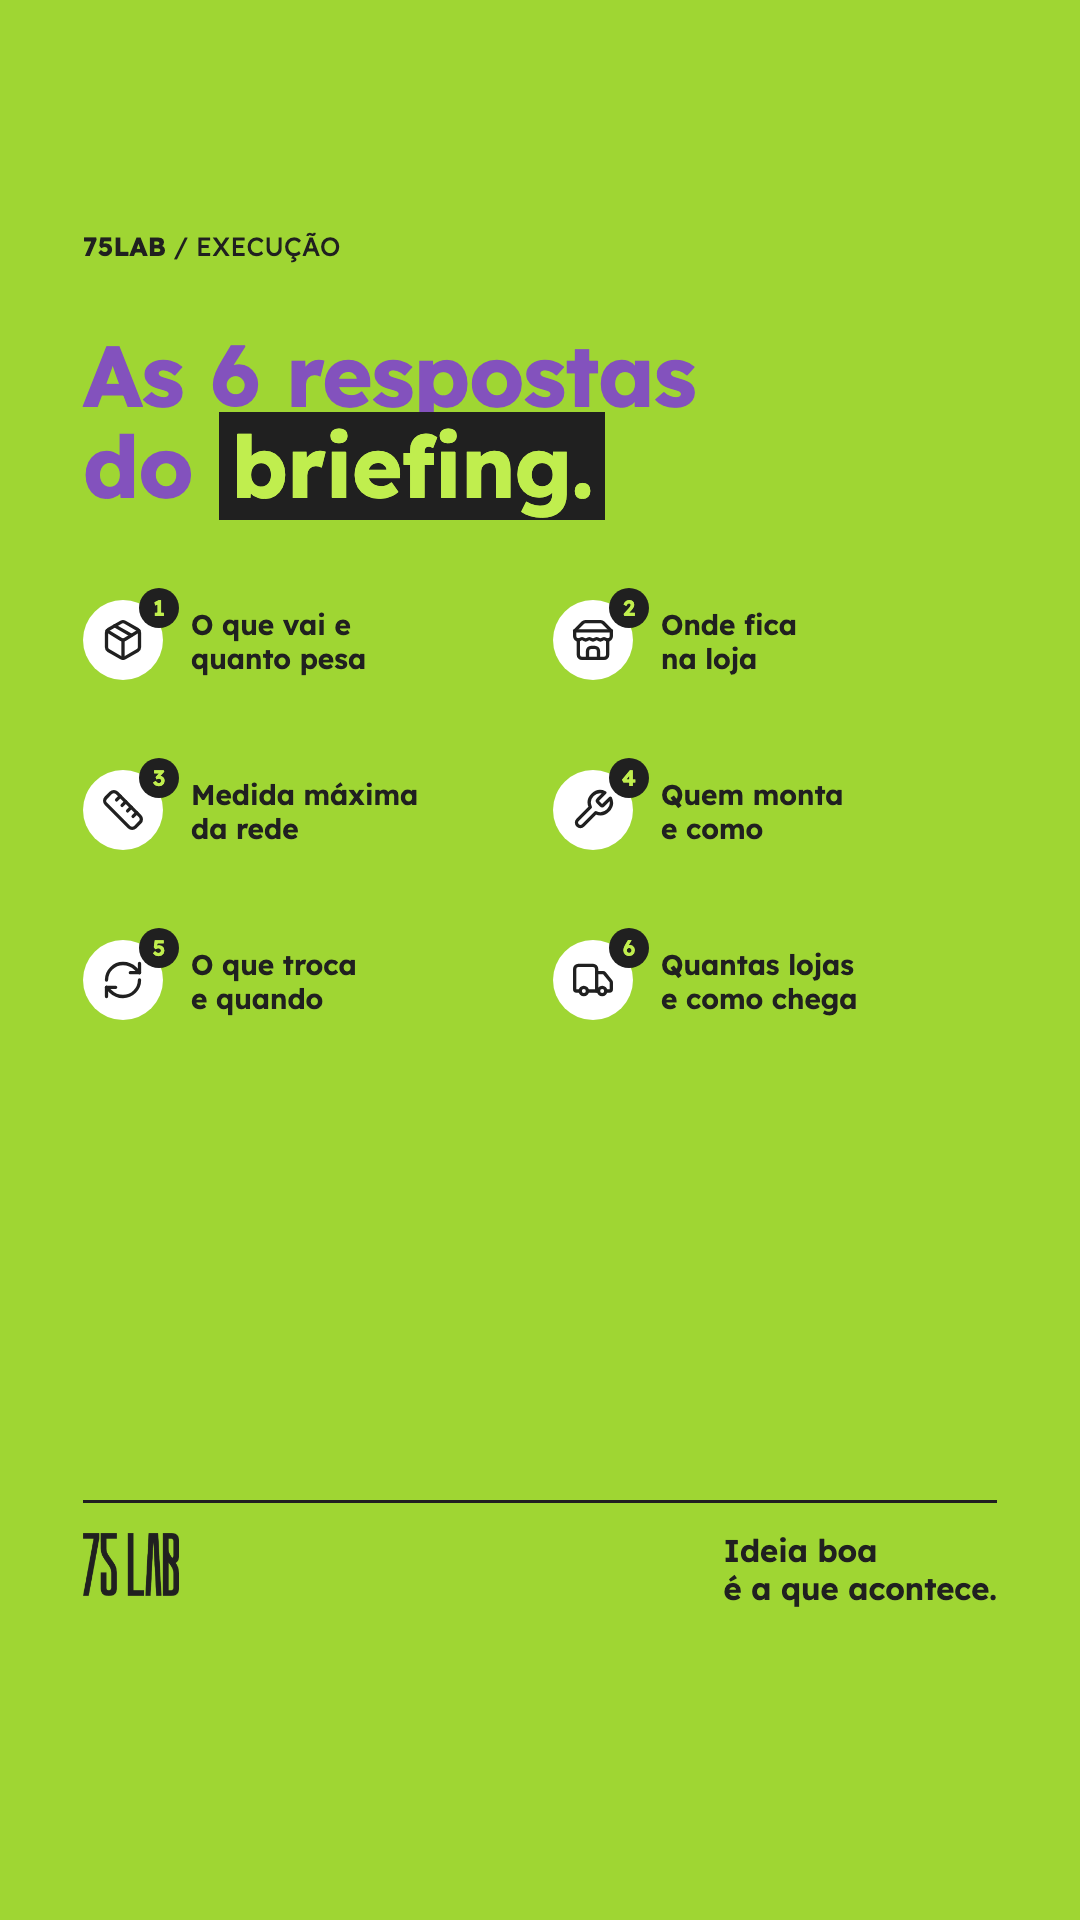 75LAB / EXECUÇÃO
As 6 respostas
do briefing.
1
O que vai e
quanto pesa
2
Onde fica
na loja
3
Medida máxima
da rede
4
Quem monta
e como
5
O que troca
e quando
6
Quantas lojas
e como chega
75 LAB
Ideia boa
é a que acontece.